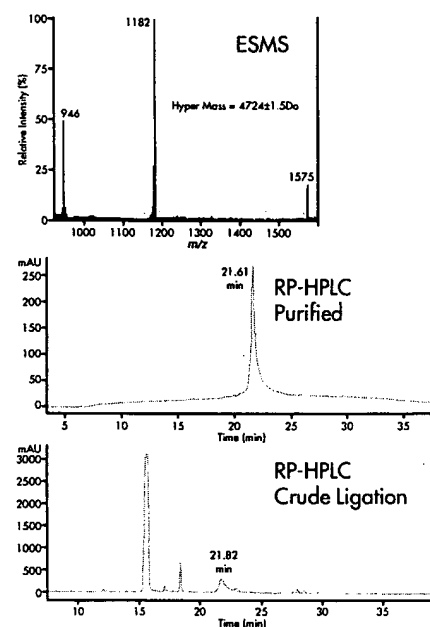 100
1182
ESMS
75
Relative Intensity (%)
946
Hyper Mass = 4724±1.5Da
50
25
1575
0
1000 1100 1200 1300 1400 1500
m/z
mAU
250
21.61
min
RP-HPLC
Purified
200
150
100
50
0
5 10 15 20 25 30 35
Time (min)
mAU
3000
RP-HPLC
Crude Ligation
2500
2000
1500
21.82
min
1000
500
0
10 15 20 25 30 35
Time (min)